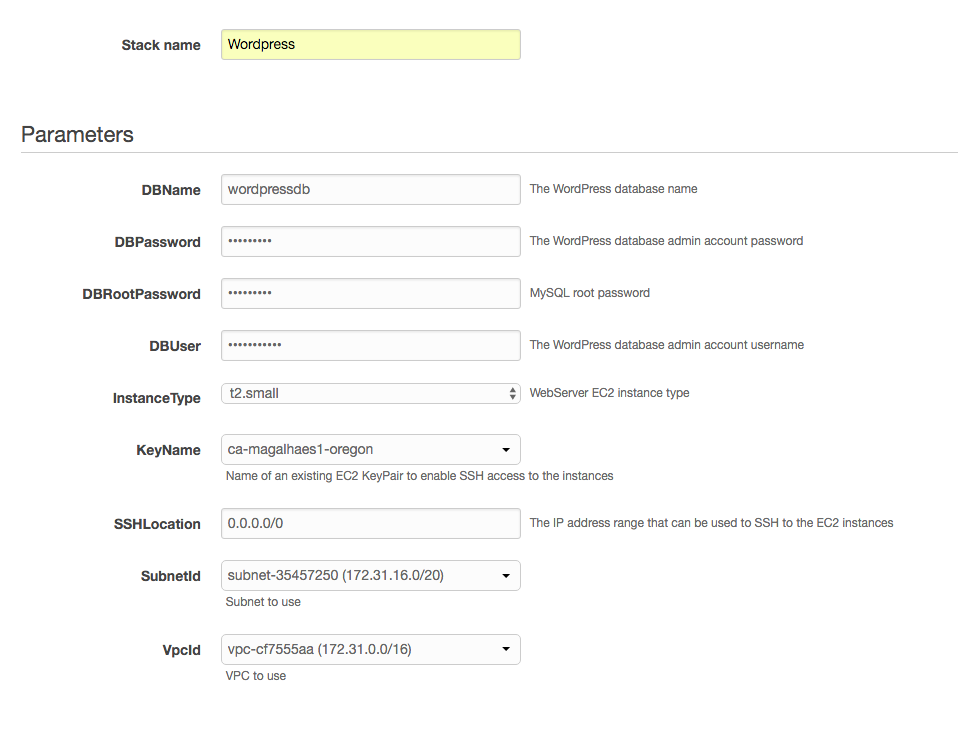 Stack name Wordpress
Parameters
DBName wordpressdb The WordPress database name
DBPassword ••••••••• The WordPress database admin account password
DBRootPassword ••••••••• MySQL root password
DBUser ••••••••••• The WordPress database admin account username
InstanceType t2.small WebServer EC2 instance type
KeyName ca-magalhaes1-oregon
Name of an existing EC2 KeyPair to enable SSH access to the instances
SSHLocation 0.0.0.0/0 The IP address range that can be used to SSH to the EC2 instances
SubnetId subnet-35457250 (172.31.16.0/20)
Subnet to use
VpcId vpc-cf7555aa (172.31.0.0/16)
VPC to use